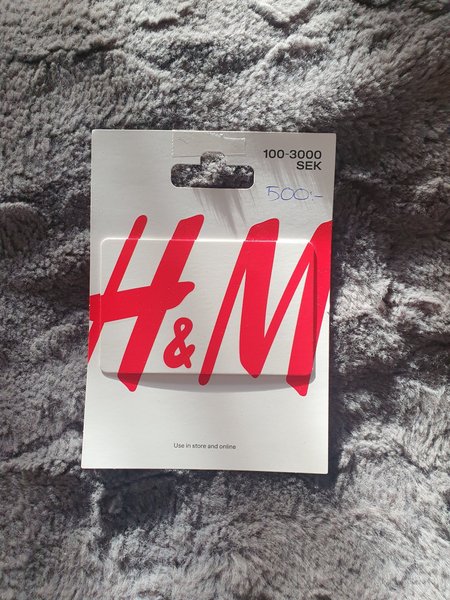 100-3000
SEK
500:-
H&M
Use in store and online